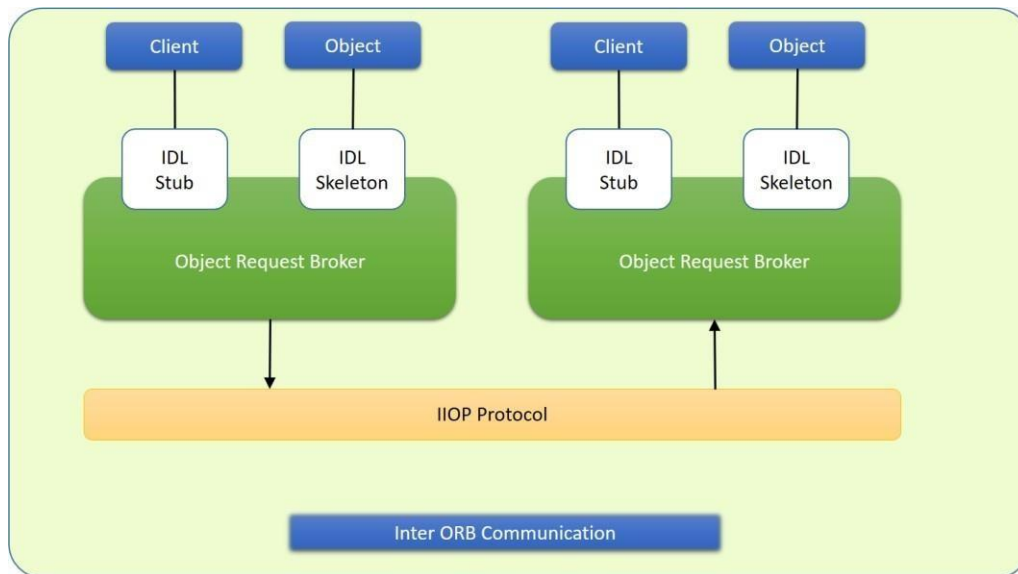 Client
Object
Client
Object
IDL
Stub
IDL
Skeleton
IDL
Stub
IDL
Skeleton
Object Request Broker
Object Request Broker
IIOP Protocol
Inter ORB Communication